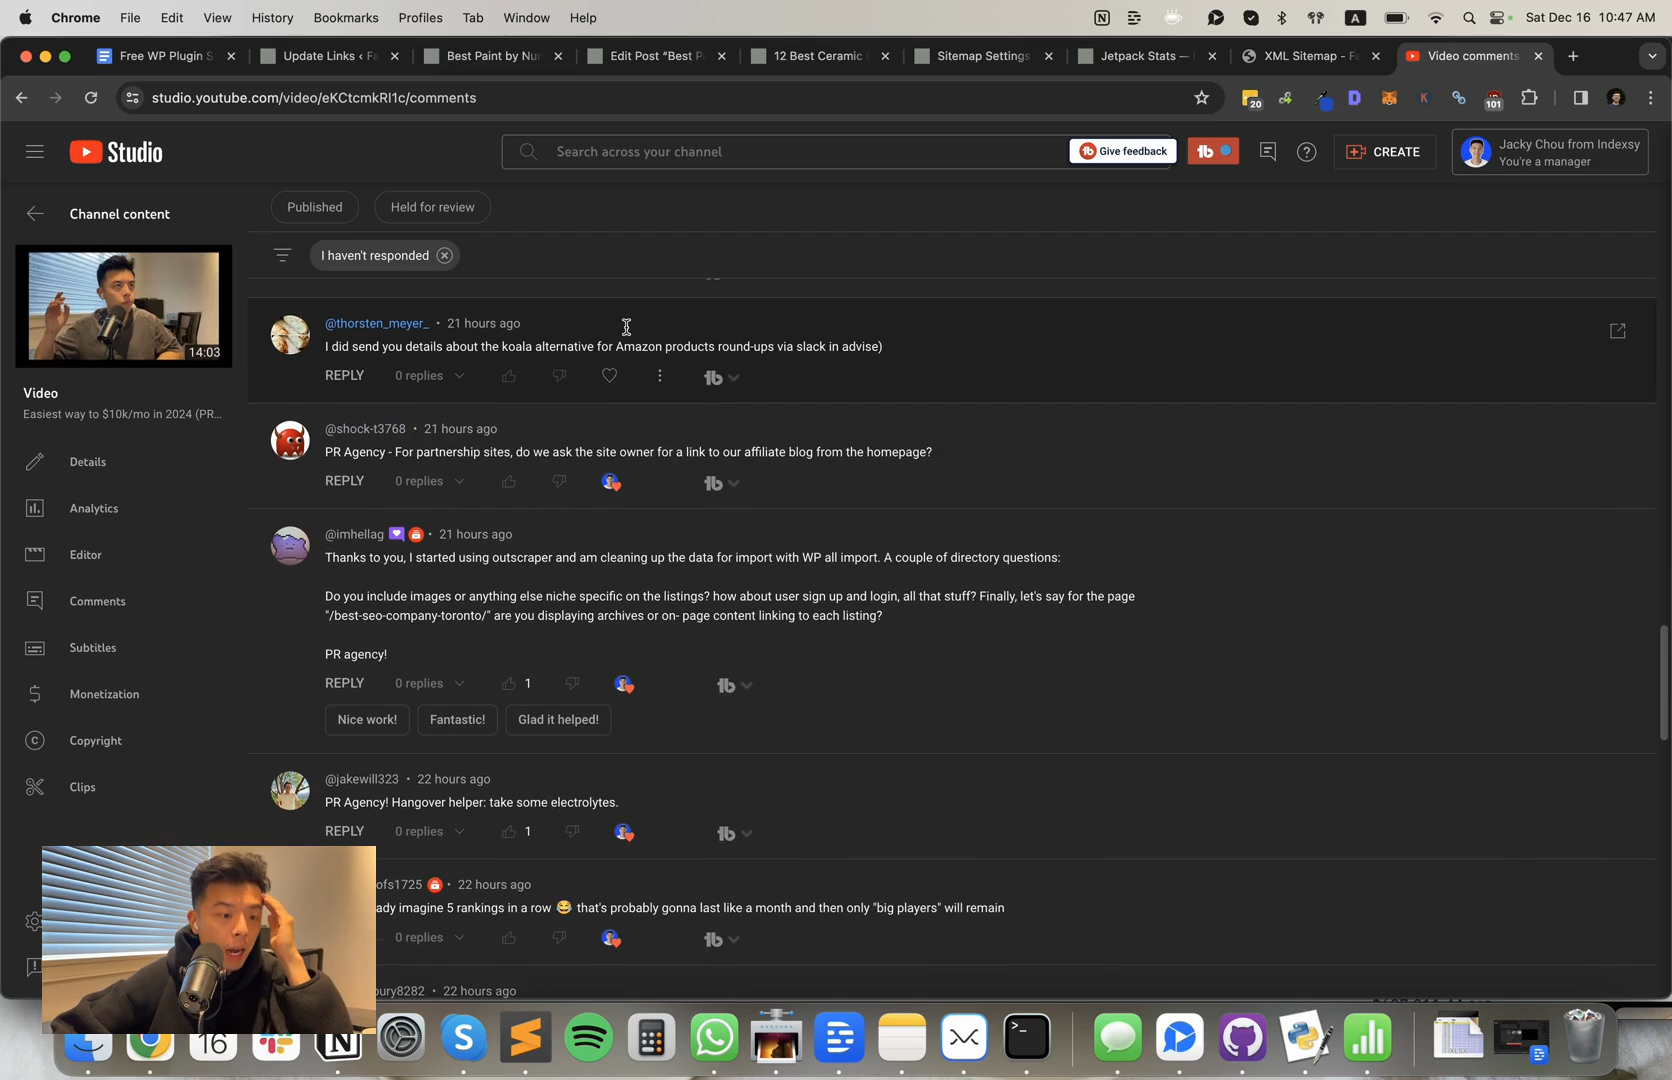 Chrome File Edit View History Bookmarks Profiles Tab Window Help
A
Sat Dec 16 10:47 AM
Free WP Plugin S
Update Links ‹ Fa
Best Paint by Nur
Edit Post “Best P
12 Best Ceramic
Sitemap Settings
Jetpack Stats —
XML Sitemap - Fa
Video comments
studio.youtube.com/video/eKCtcmkRI1c/comments
20
D
K
101
Studio
Search across your channel
Give feedback
CREATE
Jacky Chou from Indexsy
You're a manager
Channel content
Published
Held for review
I haven't responded
14:03
Video
Easiest way to $10k/mo in 2024 (PR...
Details
Analytics
Editor
Comments
Subtitles
Monetization
Copyright
Clips
@thorsten_meyer_ • 21 hours ago
I did send you details about the koala alternative for Amazon products round-ups via slack in advise)
REPLY 0 replies
@shock-t3768 • 21 hours ago
PR Agency - For partnership sites, do we ask the site owner for a link to our affiliate blog from the homepage?
REPLY 0 replies
@imhellag • 21 hours ago
Thanks to you, I started using outscraper and am cleaning up the data for import with WP all import. A couple of directory questions:
Do you include images or anything else niche specific on the listings? how about user sign up and login, all that stuff? Finally, let's say for the page
"/best-seo-company-toronto/" are you displaying archives or on- page content linking to each listing?
PR agency!
REPLY 0 replies 1
Nice work! Fantastic! Glad it helped!
@jakewill323 • 22 hours ago
PR Agency! Hangover helper: take some electrolytes.
REPLY 0 replies 1
ofs1725 • 22 hours ago
ady imagine 5 rankings in a row 😂 that's probably gonna last like a month and then only "big players" will remain
0 replies
ury8282 • 22 hours ago
16